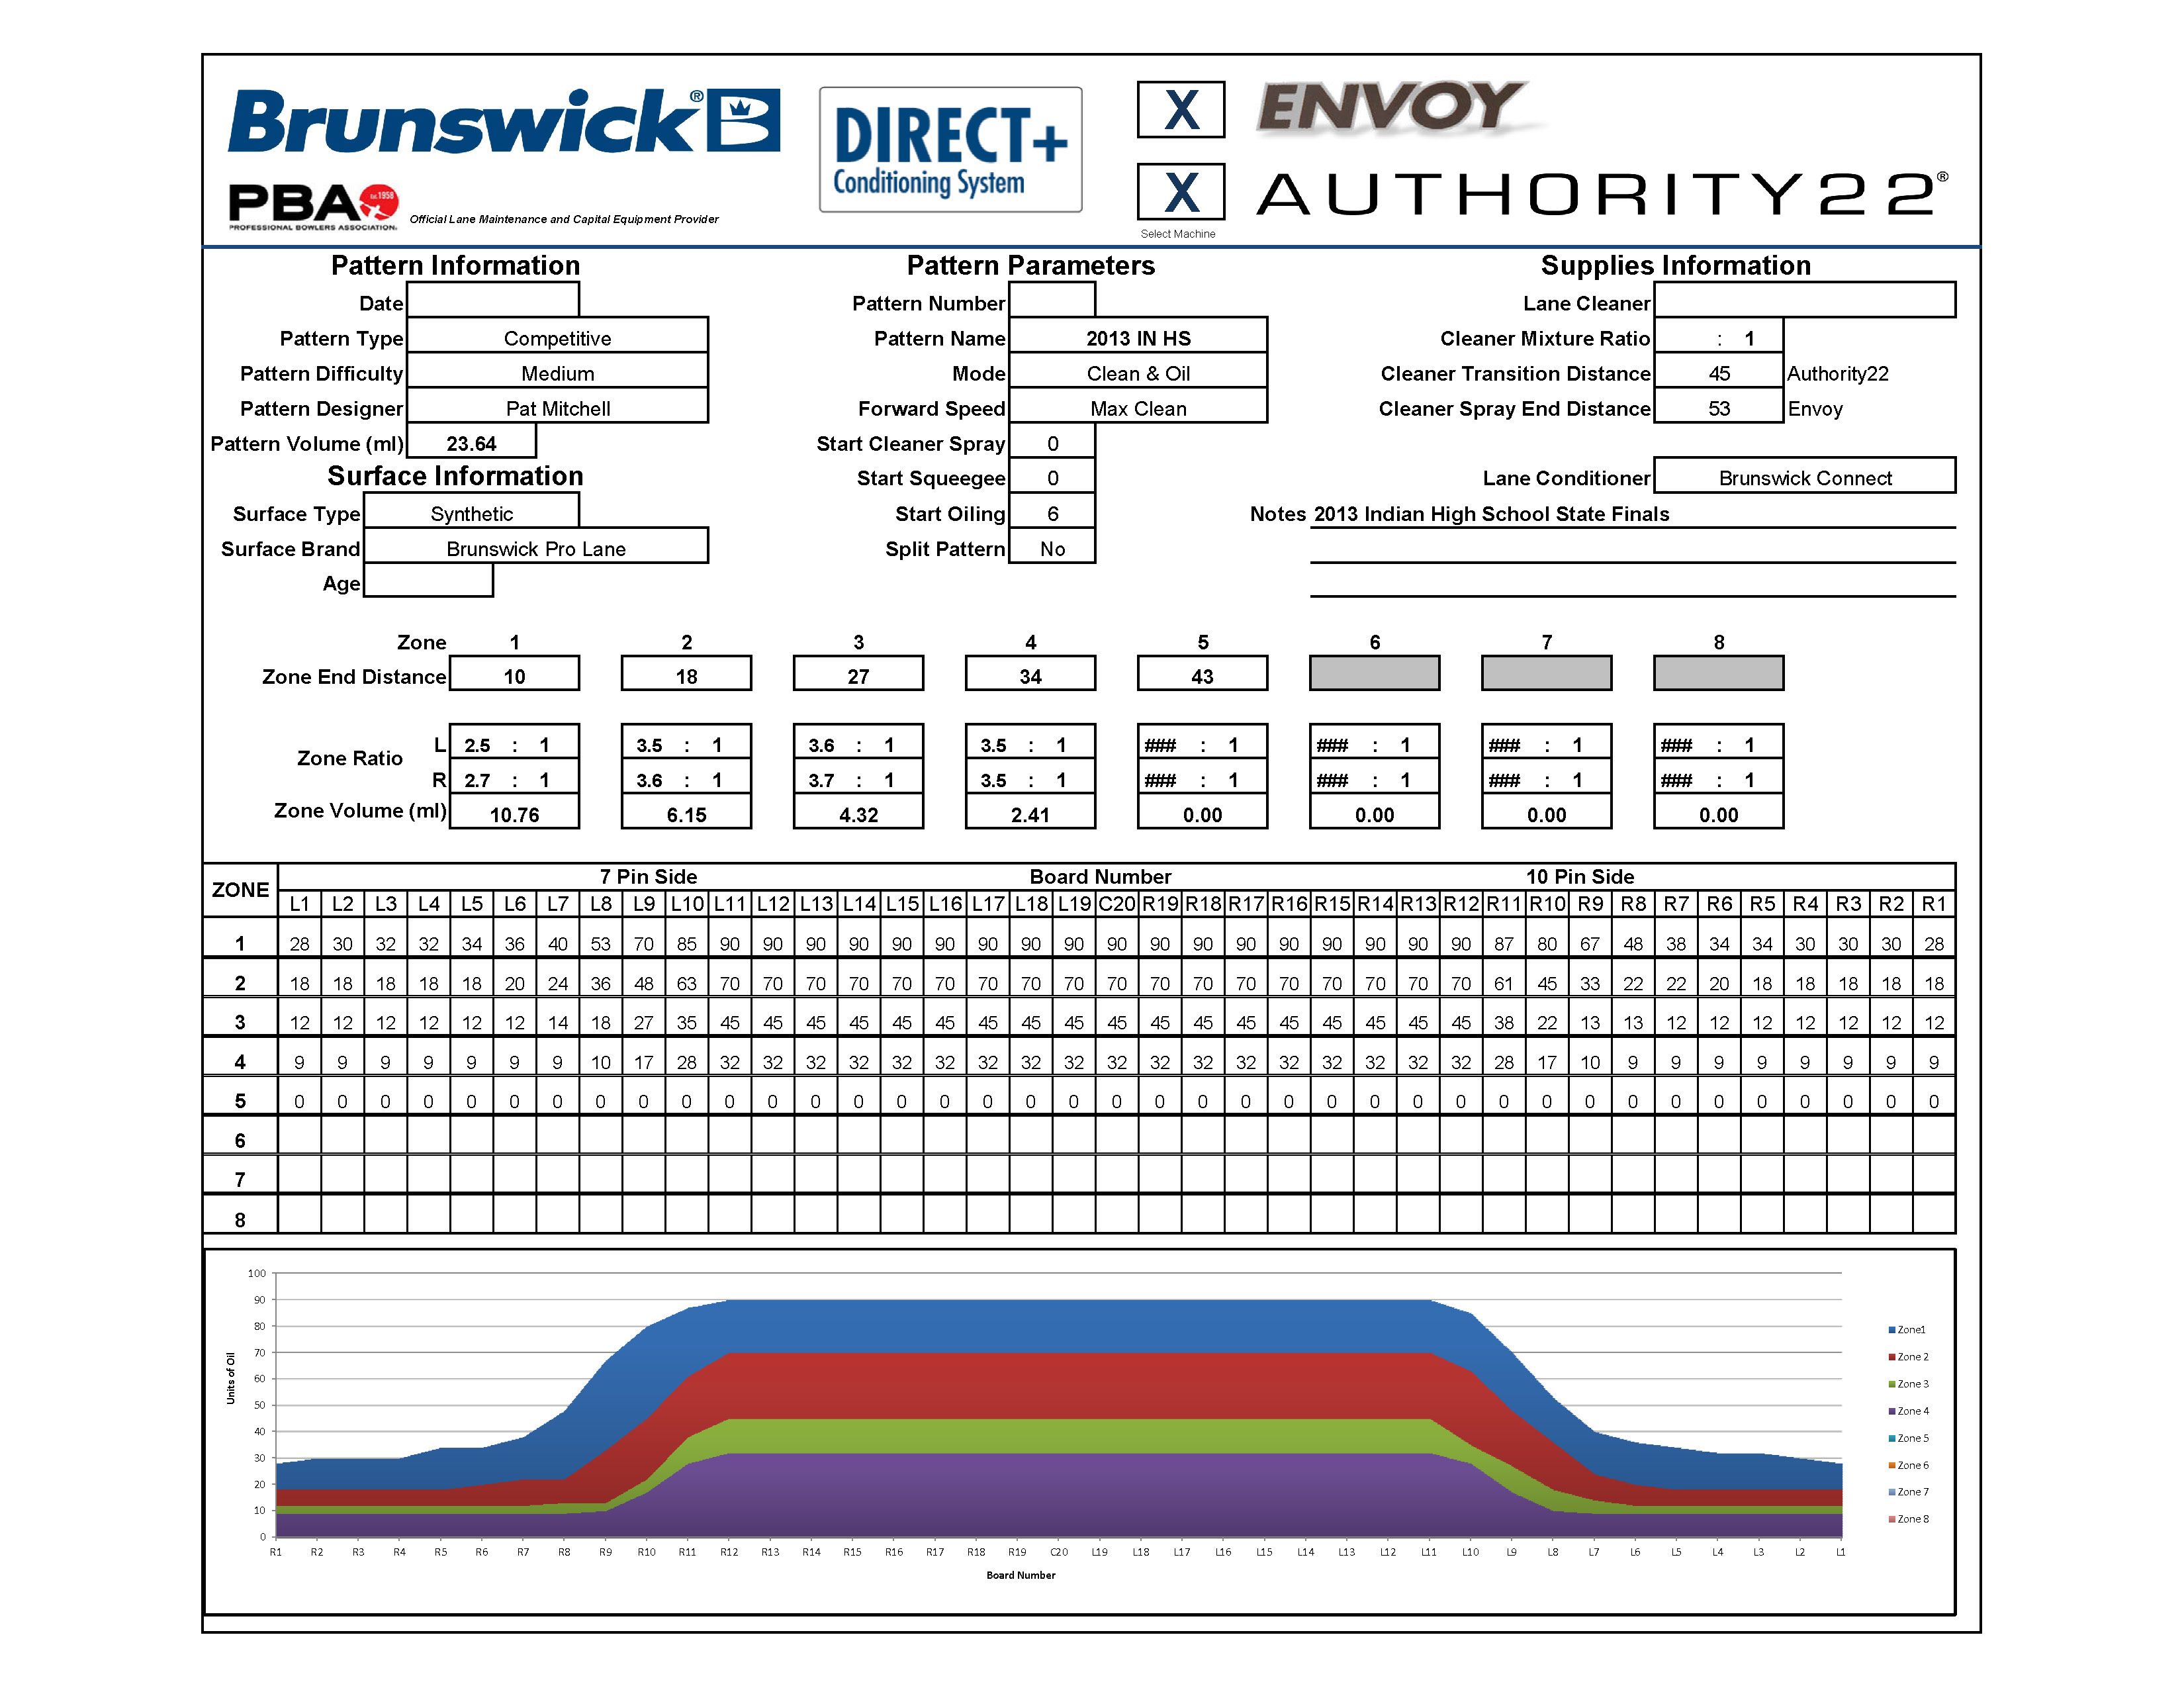 Brunswick® B
DIRECT+
Conditioning System
X ENVOY
X AUTHORITY22®
Select Machine
PBA est. 1958
PROFESSIONAL BOWLERS ASSOCIATION.
Official Lane Maintenance and Capital Equipment Provider
Pattern Information Pattern Parameters Supplies Information
Date Pattern Number Lane Cleaner
Pattern Type Competitive Pattern Name 2013 IN HS Cleaner Mixture Ratio : 1
Pattern Difficulty Medium Mode Clean & Oil Cleaner Transition Distance 45 Authority22
Pattern Designer Pat Mitchell Forward Speed Max Clean Cleaner Spray End Distance 53 Envoy
Pattern Volume (ml) 23.64 Start Cleaner Spray 0
Surface Information Start Squeegee 0 Lane Conditioner Brunswick Connect
Surface Type Synthetic Start Oiling 6 Notes 2013 Indian High School State Finals
Surface Brand Brunswick Pro Lane Split Pattern No
Age
Zone 1 2 3 4 5 6 7 8
Zone End Distance 10 18 27 34 43
Zone Ratio
L 2.5 : 1 3.5 : 1 3.6 : 1 3.5 : 1 ### : 1 ### : 1 ### : 1 ### : 1
R 2.7 : 1 3.6 : 1 3.7 : 1 3.5 : 1 ### : 1 ### : 1 ### : 1 ### : 1
Zone Volume (ml) 10.76 6.15 4.32 2.41 0.00 0.00 0.00 0.00
ZONE 7 Pin Side Board Number 10 Pin Side
L1 L2 L3 L4 L5 L6 L7 L8 L9 L10 L11 L12 L13 L14 L15 L16 L17 L18 L19 C20 R19 R18 R17 R16 R15 R14 R13 R12 R11 R10 R9 R8 R7 R6 R5 R4 R3 R2 R1
1 28 30 32 32 34 36 40 53 70 85 90 90 90 90 90 90 90 90 90 90 90 90 90 90 90 90 90 90 87 80 67 48 38 34 34 30 30 30 28
2 18 18 18 18 18 20 24 36 48 63 70 70 70 70 70 70 70 70 70 70 70 70 70 70 70 70 70 70 61 45 33 22 22 20 18 18 18 18 18
3 12 12 12 12 12 12 14 18 27 35 45 45 45 45 45 45 45 45 45 45 45 45 45 45 45 45 45 45 38 22 13 13 12 12 12 12 12 12 12
4 9 9 9 9 9 9 9 10 17 28 32 32 32 32 32 32 32 32 32 32 32 32 32 32 32 32 32 32 28 17 10 9 9 9 9 9 9 9 9
5 0 0 0 0 0 0 0 0 0 0 0 0 0 0 0 0 0 0 0 0 0 0 0 0 0 0 0 0 0 0 0 0 0 0 0 0 0 0 0
6
7
8
100
90
80
70
60
50
40
30
20
10
0
Units of Oil
R1 R2 R3 R4 R5 R6 R7 R8 R9 R10 R11 R12 R13 R14 R15 R16 R17 R18 R19 C20 L19 L18 L17 L16 L15 L14 L13 L12 L11 L10 L9 L8 L7 L6 L5 L4 L3 L2 L1
Board Number
Zone1
Zone 2
Zone 3
Zone 4
Zone 5
Zone 6
Zone 7
Zone 8